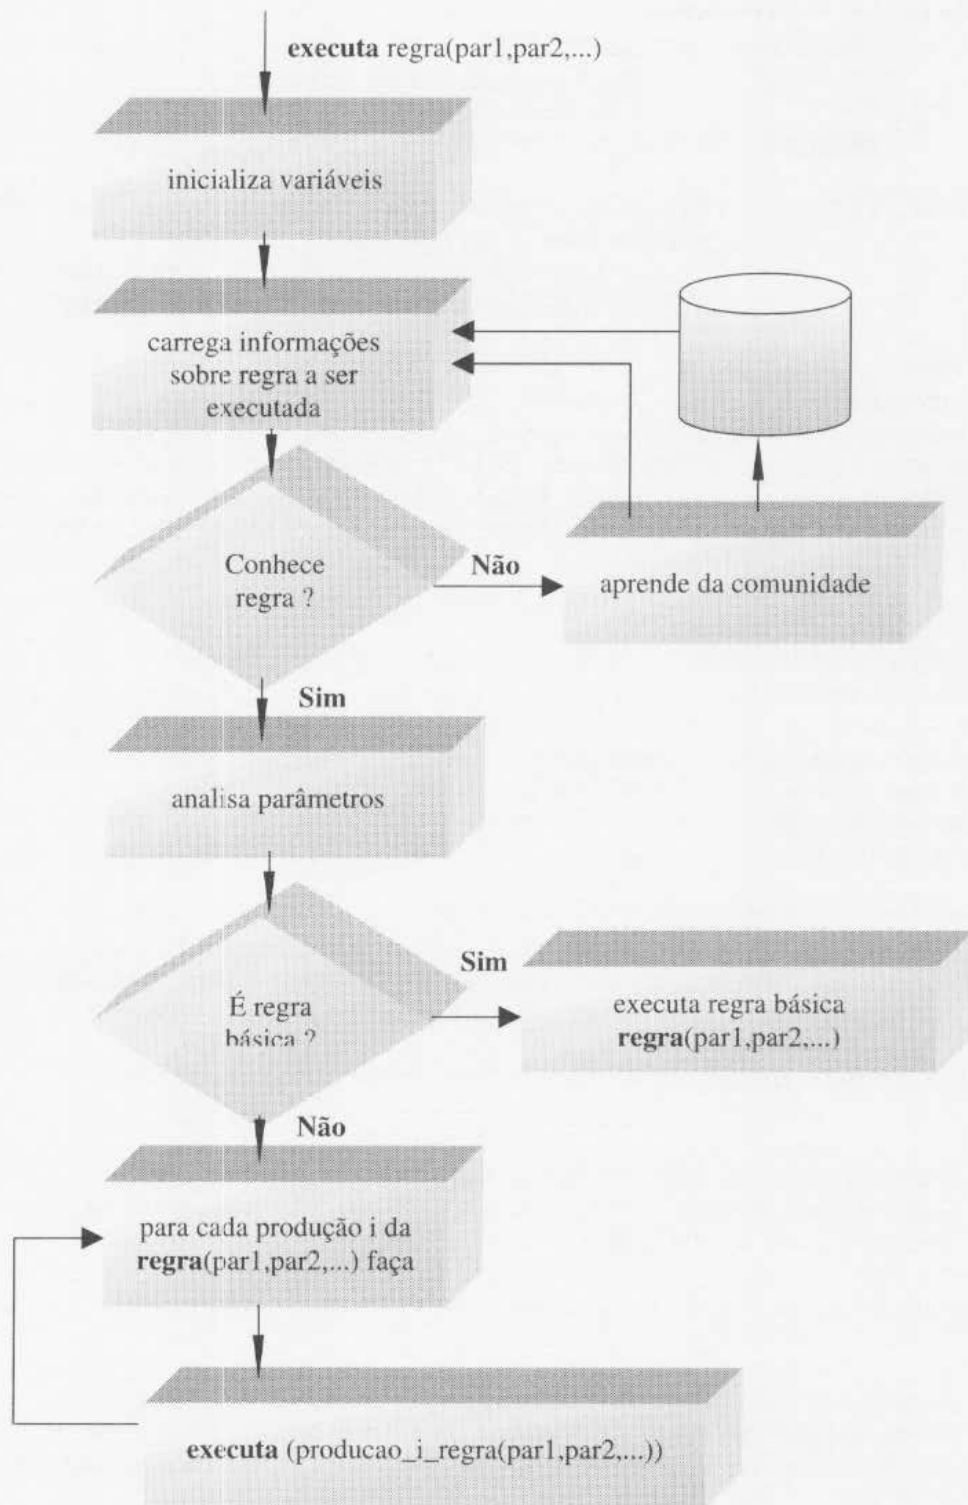 executa regra(par1,par2,...)
inicializa variáveis
carrega informações
sobre regra a ser
executada
Conhece
regra ?
Não
aprende da comunidade
Sim
analisa parâmetros
É regra
básica ?
Sim
executa regra básica
regra(par1,par2,...)
Não
para cada produção i da
regra(par1,par2,...) faça
executa (producao_i_regra(par1,par2,...))